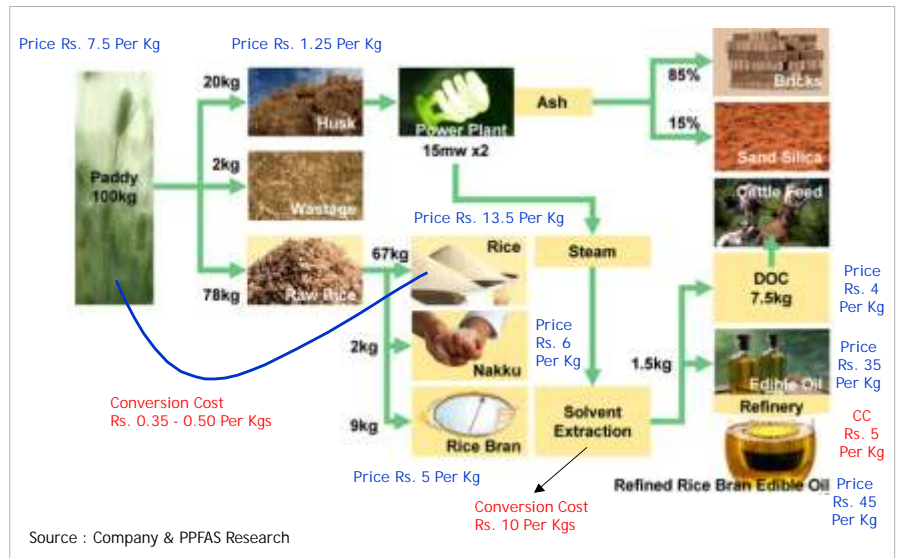 Price Rs. 7.5 Per Kg
Price Rs. 1.25 Per Kg
20kg
Husk
Power Plant
15mw x2
Ash
85%
Bricks
15%
Sand Silica
Paddy
100kg
2kg
Wastage
Cattle Feed
Price Rs. 13.5 Per Kg
78kg
Raw Rice
67kg
Rice
Steam
DOC
7.5kg
Price
Rs. 4
Per Kg
2kg
Nakku
Price
Rs. 6
Per Kg
1.5kg
Edible Oil
Price
Rs. 35
Per Kg
Refinery
Conversion Cost
Rs. 0.35 - 0.50 Per Kgs
9kg
Rice Bran
Solvent
Extraction
CC
Rs. 5
Per Kg
Price Rs. 5 Per Kg
Refined Rice Bran Edible Oil
Price
Rs. 45
Per Kg
Conversion Cost
Rs. 10 Per Kgs
Source : Company & PPFAS Research